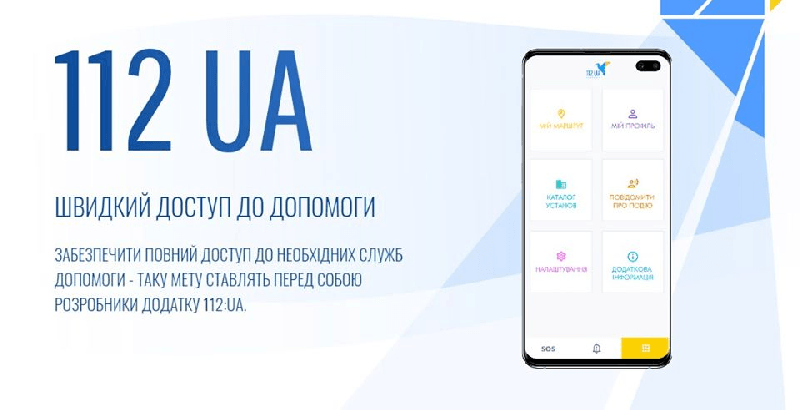 112 UA
ШВИДКИЙ ДОСТУП ДО ДОПОМОГИ
ЗАБЕЗПЕЧИТИ ПОВНИЙ ДОСТУП ДО НЕОБХІДНИХ СЛУЖБ
ДОПОМОГИ - ТАКУ МЕТУ СТАВЛЯТЬ ПЕРЕД СОБОЮ
РОЗРОБНИКИ ДОДАТКУ 112:UA.
112 UA
МІЙ МАРШРУТ
МІЙ ПРОФІЛЬ
КАТАЛОГ
УСТАНОВ
ПОВІДОМИТИ
ПРО ПОДІЮ
НАЛАШТУВАННЯ
ДОДАТКОВА
ІНФОРМАЦІЯ
SOS